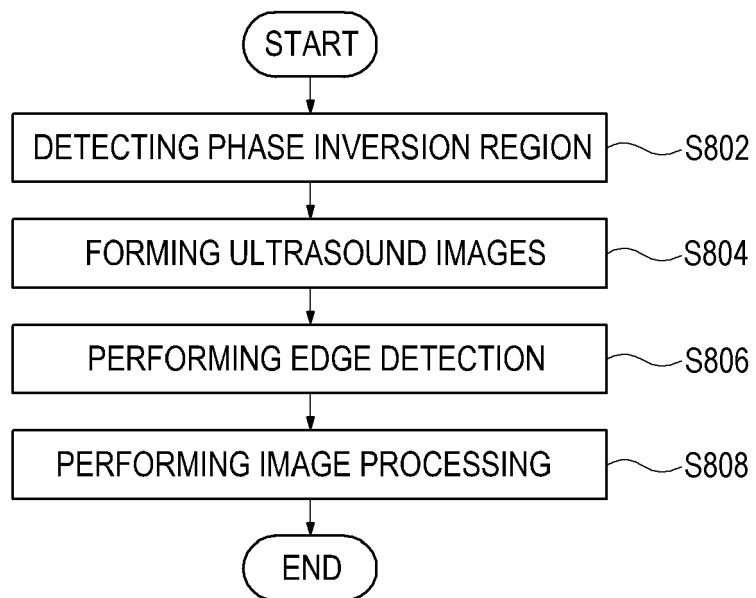 START
DETECTING PHASE INVERSION REGION
S802
FORMING ULTRASOUND IMAGES
S804
PERFORMING EDGE DETECTION
S806
PERFORMING IMAGE PROCESSING
S808
END